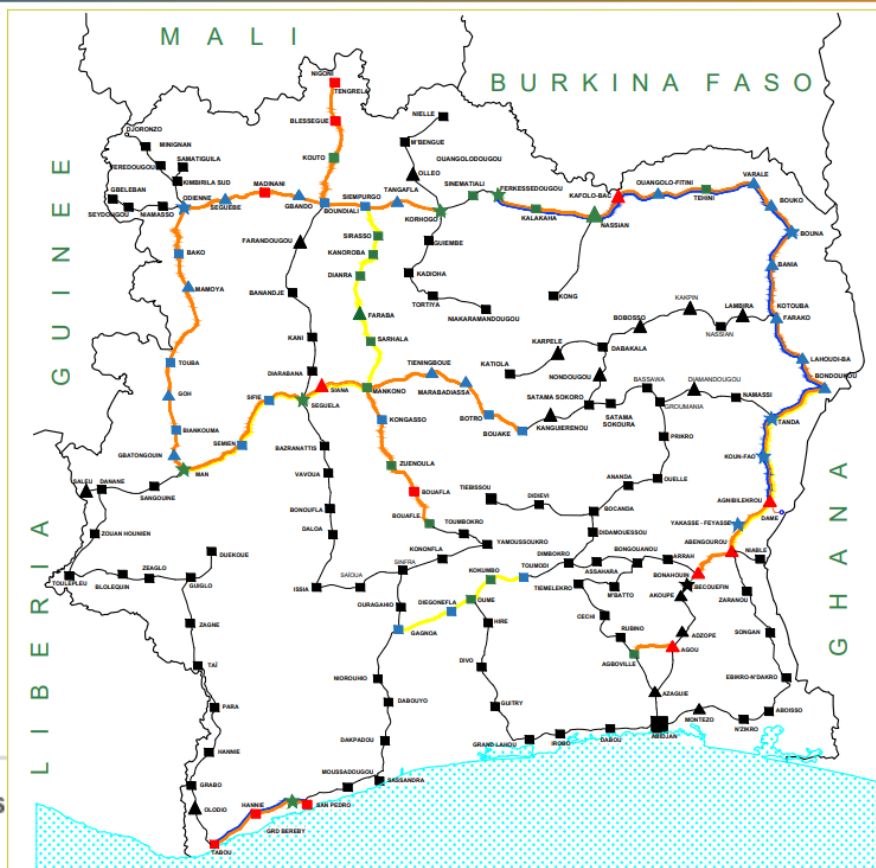 MALI
BURKINA FASO
GUINEE
LIBERIA
GHANA
NIGONI
TENGRELA
BLESSEGUE
KOUTO
NIELLE
M'BENGUE
OUANGOLODOUGOU
OLLEO
DJORONZO
MINIGNAN
SAMATIGUILA
KIMBIRILA SUD
GBELEBAN
SEYDOUGOU
NIAMASSO
ODIENNE
SEGUEBE
MADINANI
GBANDO
BOUNDIALI
SIEMPURGO
TANGAFLA
KORHOGO
SINEMATIALI
FERKESSEDOUGOU
KALAKAHA
KAFOLO-BAC
NASSIAN
OUANGOLO-FITINI
TEHINI
VARALE
BOUKO
BOUNA
BANIA
FARANDOUGOU
SIRASSO
KANOROBA
DIANRA
GUIEMBE
KADIOHA
TORTIYA
NIAKARAMANDOUGOU
KONG
BAKO
MAMOYA
BANANDJE
FARABA
SARHALA
KANI
DIARABANA
KAKPIN
LAMBIRA
BOBOSSO
NASSIAN
KOTOUBA
FARAKO
KARPELE
DABAKALA
KATIOLA
NONDOUGOU
LAHOUDI-BA
BONDOUKOU
TOUBA
GOH
SIFIE
SIANA
SEGUELA
MANKONO
TIENINGBOUE
MARABADIASSA
BOTRO
BOUAKE
SATAMA SOKORO
KANGUIERENOU
SATAMA
SOKOURA
BASSAWA
DIAMANDOUGOU
GROUMANIA
NAMASSI
TANDA
KONGASSO
BIANKOUMA
SEMIEN
GBATONGOUIN
MAN
BAZRANATTIS
PRIKRO
KOUN-FAO
SALEU
DANANE
SANGOUINE
VAVOUA
ZUENOULA
BOUAFLA
TIEBISSOU
DIDIEVI
ANANDA
OUELLE
BOCANDA
AGNIBILEKROU
DAME
ZOUAN HOUNIEN
BONOUFLA
DALOA
BOUAFLE
TOUMBOKRO
YAMOUSSOUKRO
DIDAMOUESSOU
YAKASSE - FEYASSE
ABENGOUROU
NIABLE
DUEKOUE
ZEAGLO
TOULEPLEU
BLOLEQUIN
GUIGLO
ISSIA
SAÏOUA
SINFRA
KONONFLA
DIMBOKRO
BONGOUANOU
ARRAH
ASSAHARA
KOKUMBO
TOUMODI
TIEMELEKRO
M'BATTO
BONAHOUIN
BECOUEFIN
ZARANOU
OURAGAHIO
DIEGONEFLA
OUME
AKOUPE
CECHI
ZAGNE
GAGNOA
HIRE
RUBINO
ADZOPE
AGOU
SONGAN
TAÏ
NIOROUHIO
DIVO
AGBOVILLE
EBIKRO-N'DAKRO
PARA
DABOUYO
GUITRY
AZAGUIE
ABOISSO
MONTEZO
N'ZIKRO
HANNIE
DAKPADOU
GRAND LAHOU
IROBO
DABOU
ABIDJAN
MOUSSADOUGOU
SASSANDRA
GRABO
OLODIO
HANNIE
SAN PEDRO
GRD BEREBY
TABOU